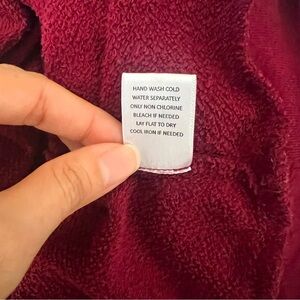 HAND WASH COLD
WATER SEPARATELY
ONLY NON CHLORINE
BLEACH IF NEEDED
LAY FLAT TO DRY
COOL IRON IF NEEDED